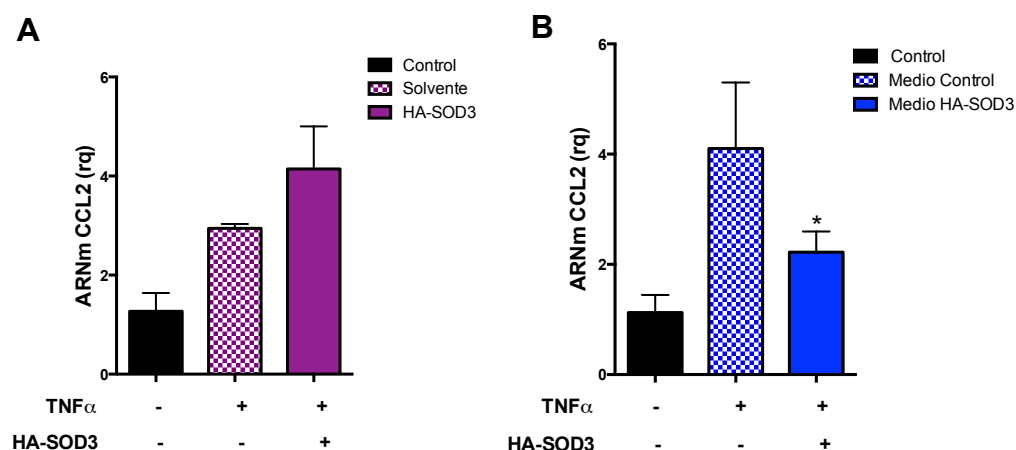 A
Control
Solvente
HA-SOD3
ARNm CCL2 (rq)
6
4
2
0
TNFα - + +
HA-SOD3 - - +
B
Control
Medio Control
Medio HA-SOD3
ARNm CCL2 (rq)
6
4
2
0
*
TNFα - + +
HA-SOD3 - - +